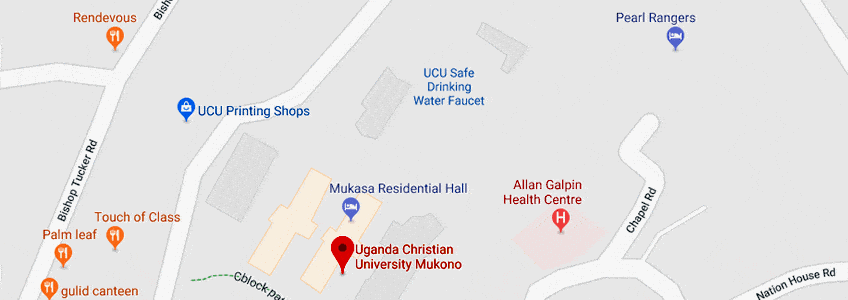 Rendevous
Bisho
Pearl Rangers
UCU Safe
Drinking
Water Faucet
UCU Printing Shops
Bishop Tucker Rd
Mukasa Residential Hall
Allan Galpin
Health Centre
H
Chapel Rd
Touch of Class
Palm leaf
Uganda Christian
University Mukono
Cblock pat
Nation House Rd
gulid canteen